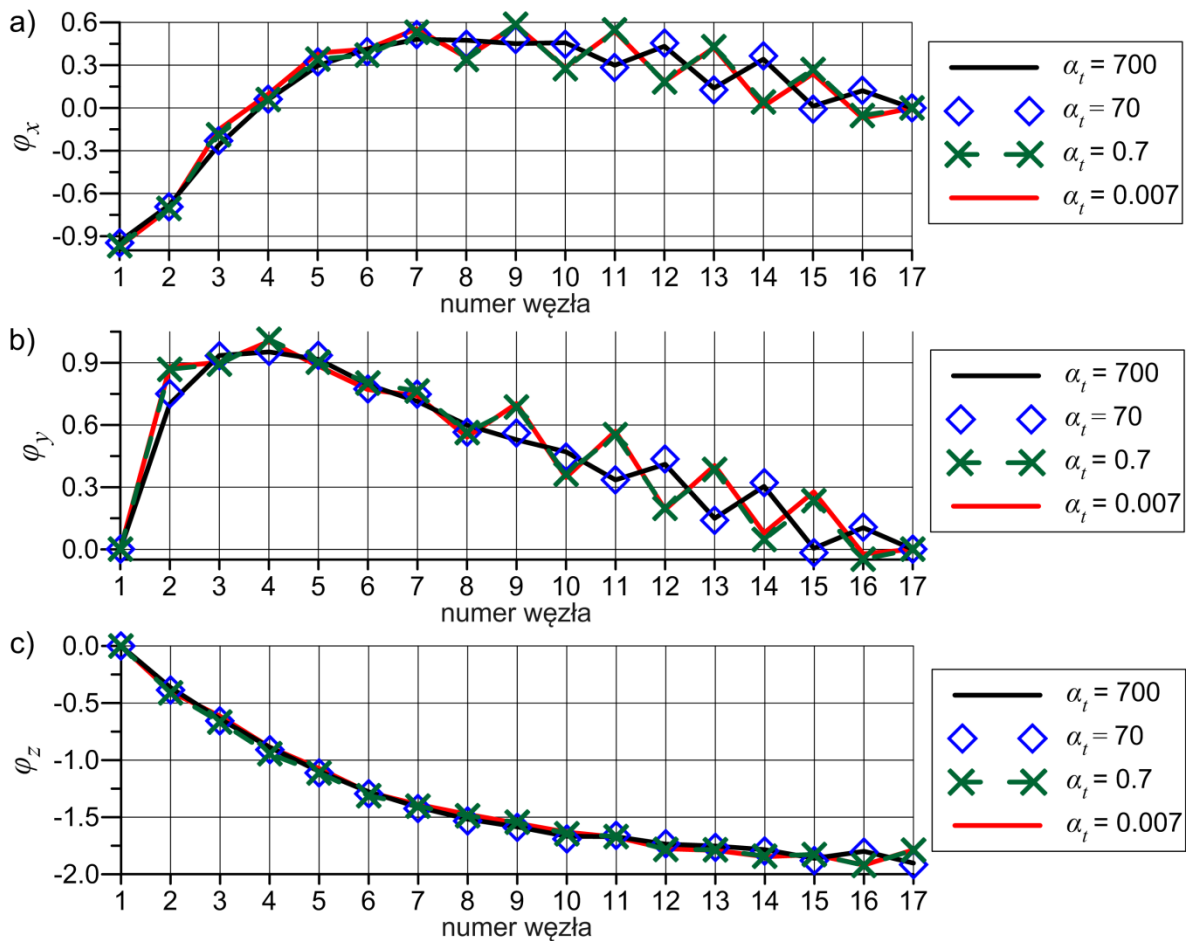 a)
0.6
0.3
0.0
-0.3
-0.6
-0.9
φx
1 2 3 4 5 6 7 8 9 10 11 12 13 14 15 16 17
numer węzła
αt = 700
αt = 70
αt = 0.7
αt = 0.007
b)
0.9
0.6
0.3
0.0
φy
1 2 3 4 5 6 7 8 9 10 11 12 13 14 15 16 17
numer węzła
αt = 700
αt = 70
αt = 0.7
αt = 0.007
c)
0.0
-0.5
-1.0
-1.5
-2.0
φz
1 2 3 4 5 6 7 8 9 10 11 12 13 14 15 16 17
numer węzła
αt = 700
αt = 70
αt = 0.7
αt = 0.007